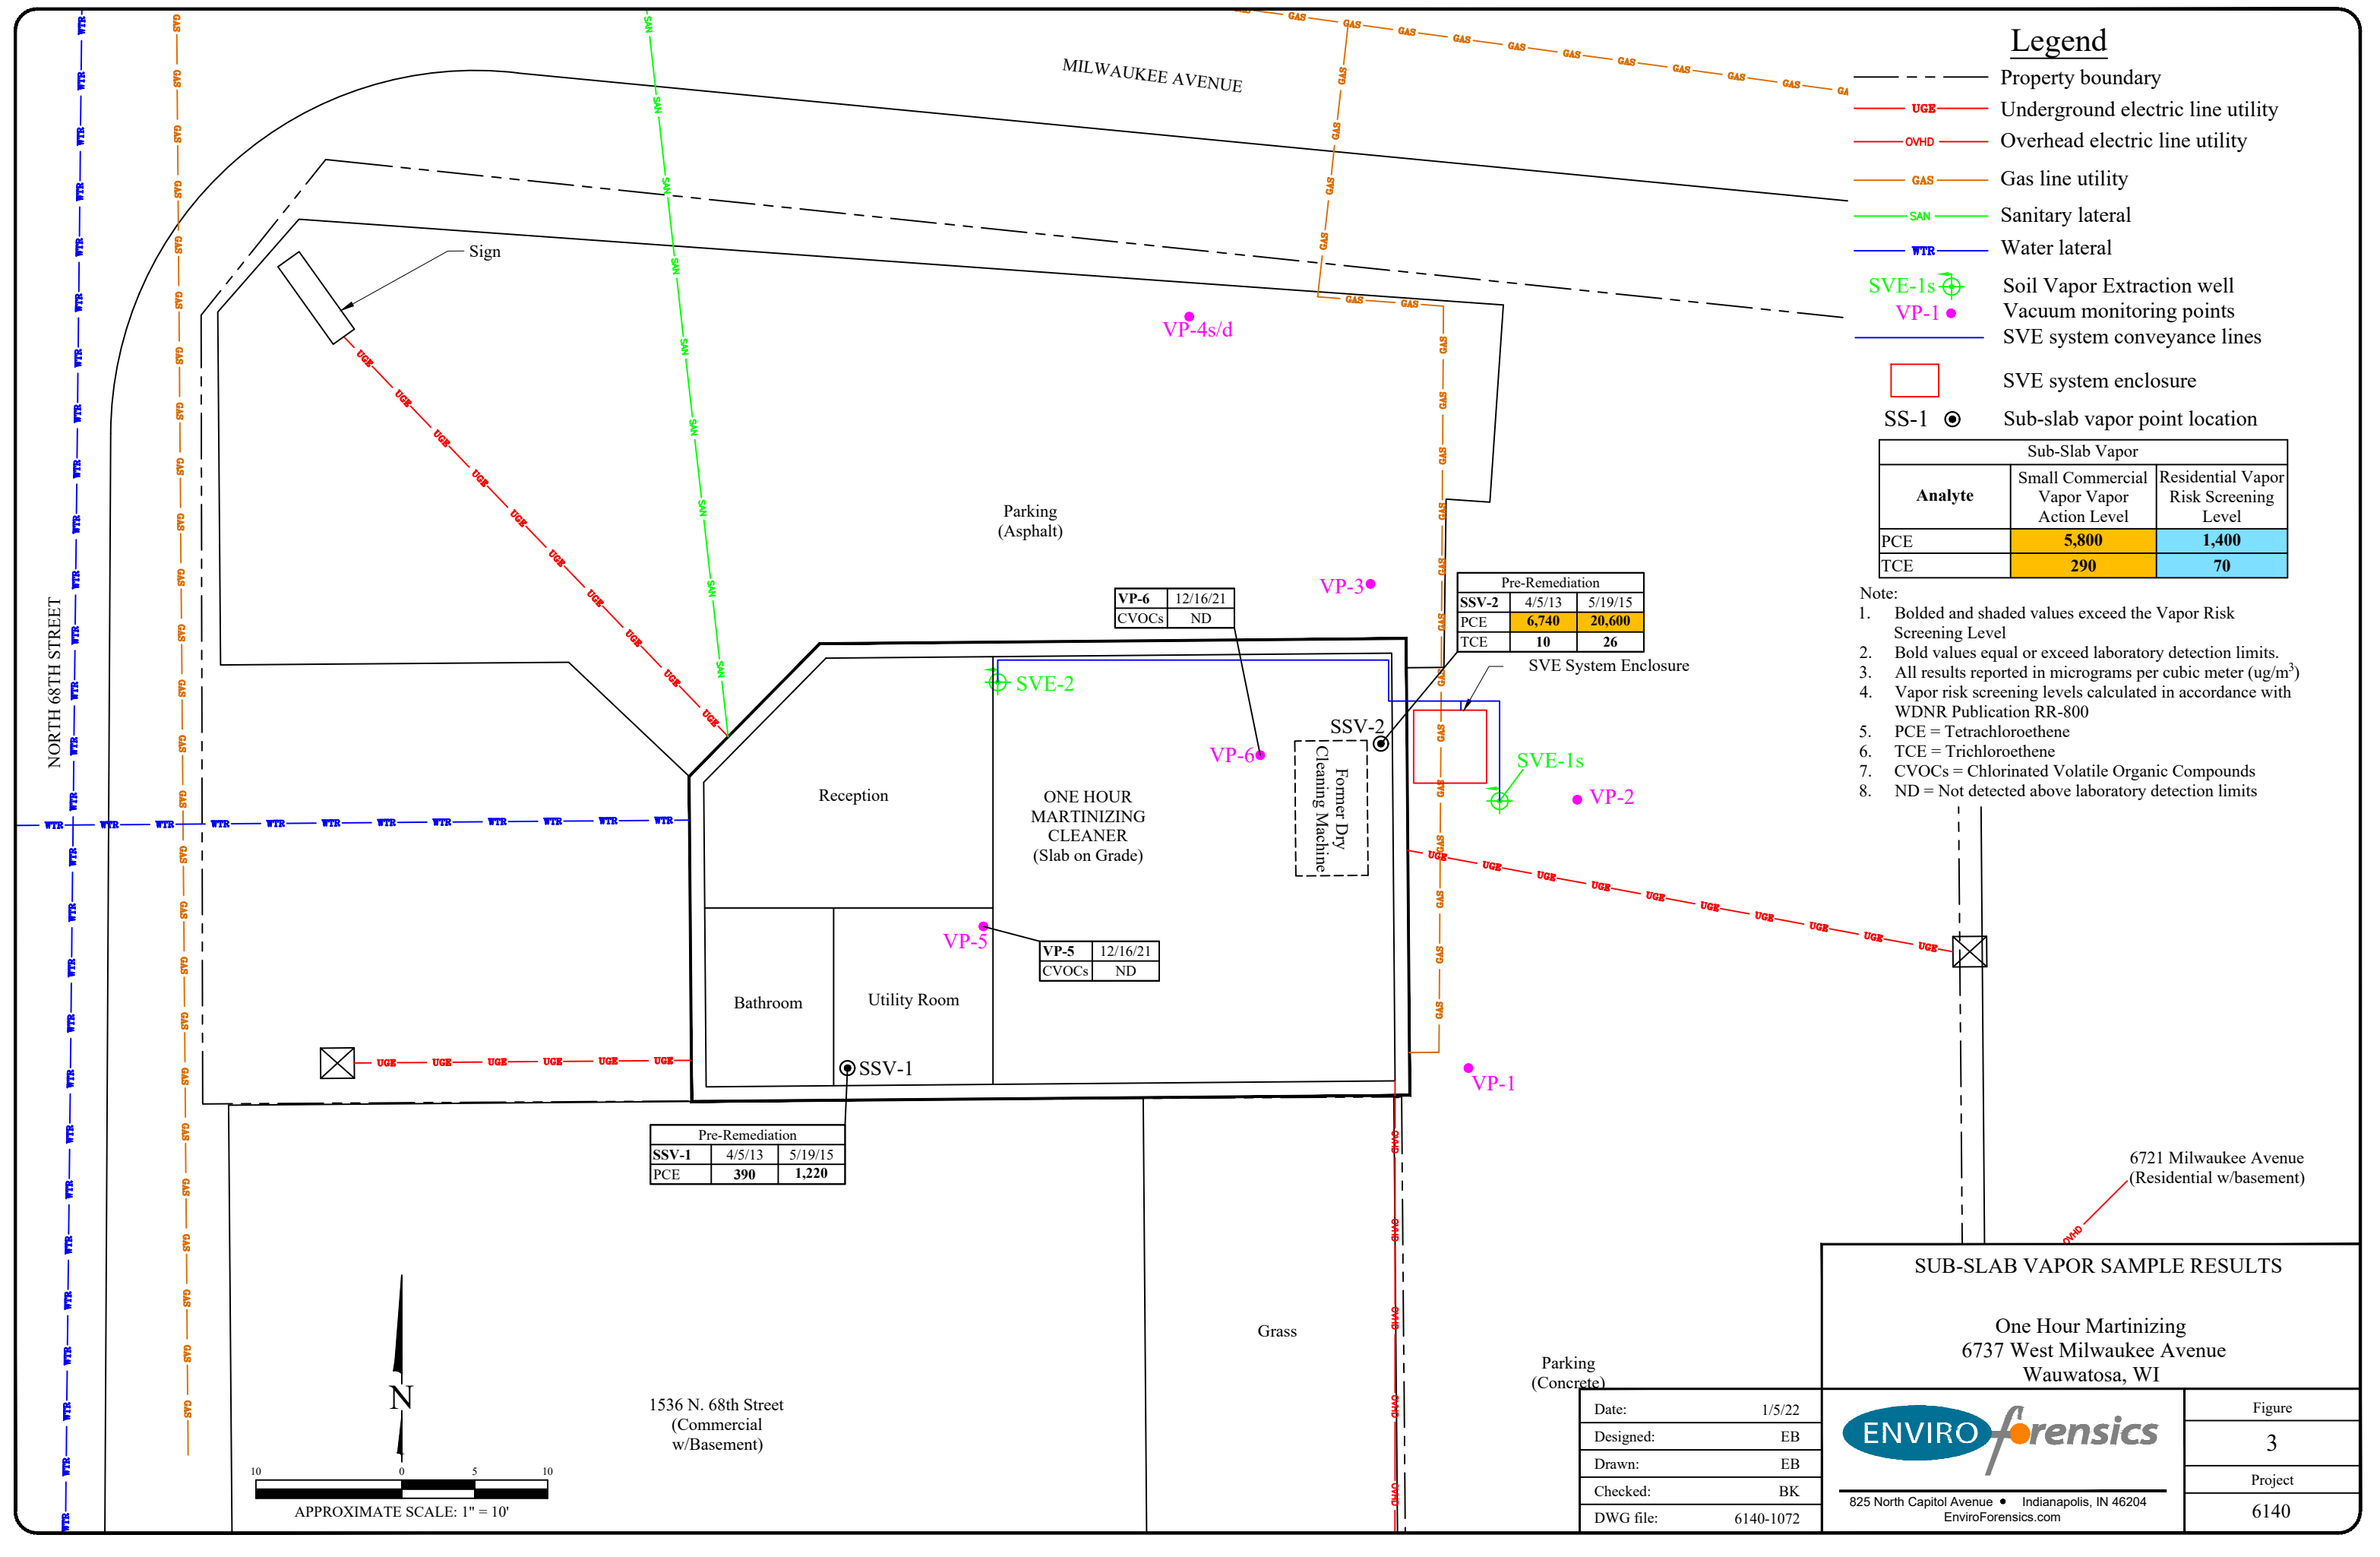 MILWAUKEE AVENUE
NORTH 68TH STREET
Sign
Legend
Property boundary
UGE Underground electric line utility
OVHD Overhead electric line utility
GAS Gas line utility
SAN Sanitary lateral
WTR Water lateral
SVE-1s Soil Vapor Extraction well
VP-1 Vacuum monitoring points
SVE system conveyance lines
SVE system enclosure
SS-1 Sub-slab vapor point location
Sub-Slab Vapor
Analyte
Small Commercial
Vapor Vapor
Action Level
Residential Vapor
Risk Screening
Level
PCE 5,800 1,400
TCE 290 70
Note:
1. Bolded and shaded values exceed the Vapor Risk
Screening Level
2. Bold values equal or exceed laboratory detection limits.
3. All results reported in micrograms per cubic meter (ug/m³)
4. Vapor risk screening levels calculated in accordance with
WDNR Publication RR-800
5. PCE = Tetrachloroethene
6. TCE = Trichloroethene
7. CVOCs = Chlorinated Volatile Organic Compounds
8. ND = Not detected above laboratory detection limits
VP-4s/d
Parking
(Asphalt)
VP-3
VP-6 12/16/21
CVOCs ND
Pre-Remediation
SSV-2 4/5/13 5/19/15
PCE 6,740 20,600
TCE 10 26
SVE System Enclosure
SVE-2
SSV-2
VP-6
SVE-1s
VP-2
Former Dry
Cleaning Machine
Reception
ONE HOUR
MARTINIZING
CLEANER
(Slab on Grade)
VP-5
VP-5 12/16/21
CVOCs ND
Bathroom
Utility Room
SSV-1
VP-1
Pre-Remediation
SSV-1 4/5/13 5/19/15
PCE 390 1,220
6721 Milwaukee Avenue
(Residential w/basement)
OVHD
Grass
Parking
(Concrete)
1536 N. 68th Street
(Commercial
w/Basement)
N
10 0 5 10
APPROXIMATE SCALE: 1" = 10'
SUB-SLAB VAPOR SAMPLE RESULTS
One Hour Martinizing
6737 West Milwaukee Avenue
Wauwatosa, WI
Date: 1/5/22
Designed: EB
Drawn: EB
Checked: BK
DWG file: 6140-1072
ENVIRO forensics
825 North Capitol Avenue • Indianapolis, IN 46204
EnviroForensics.com
Figure
3
Project
6140